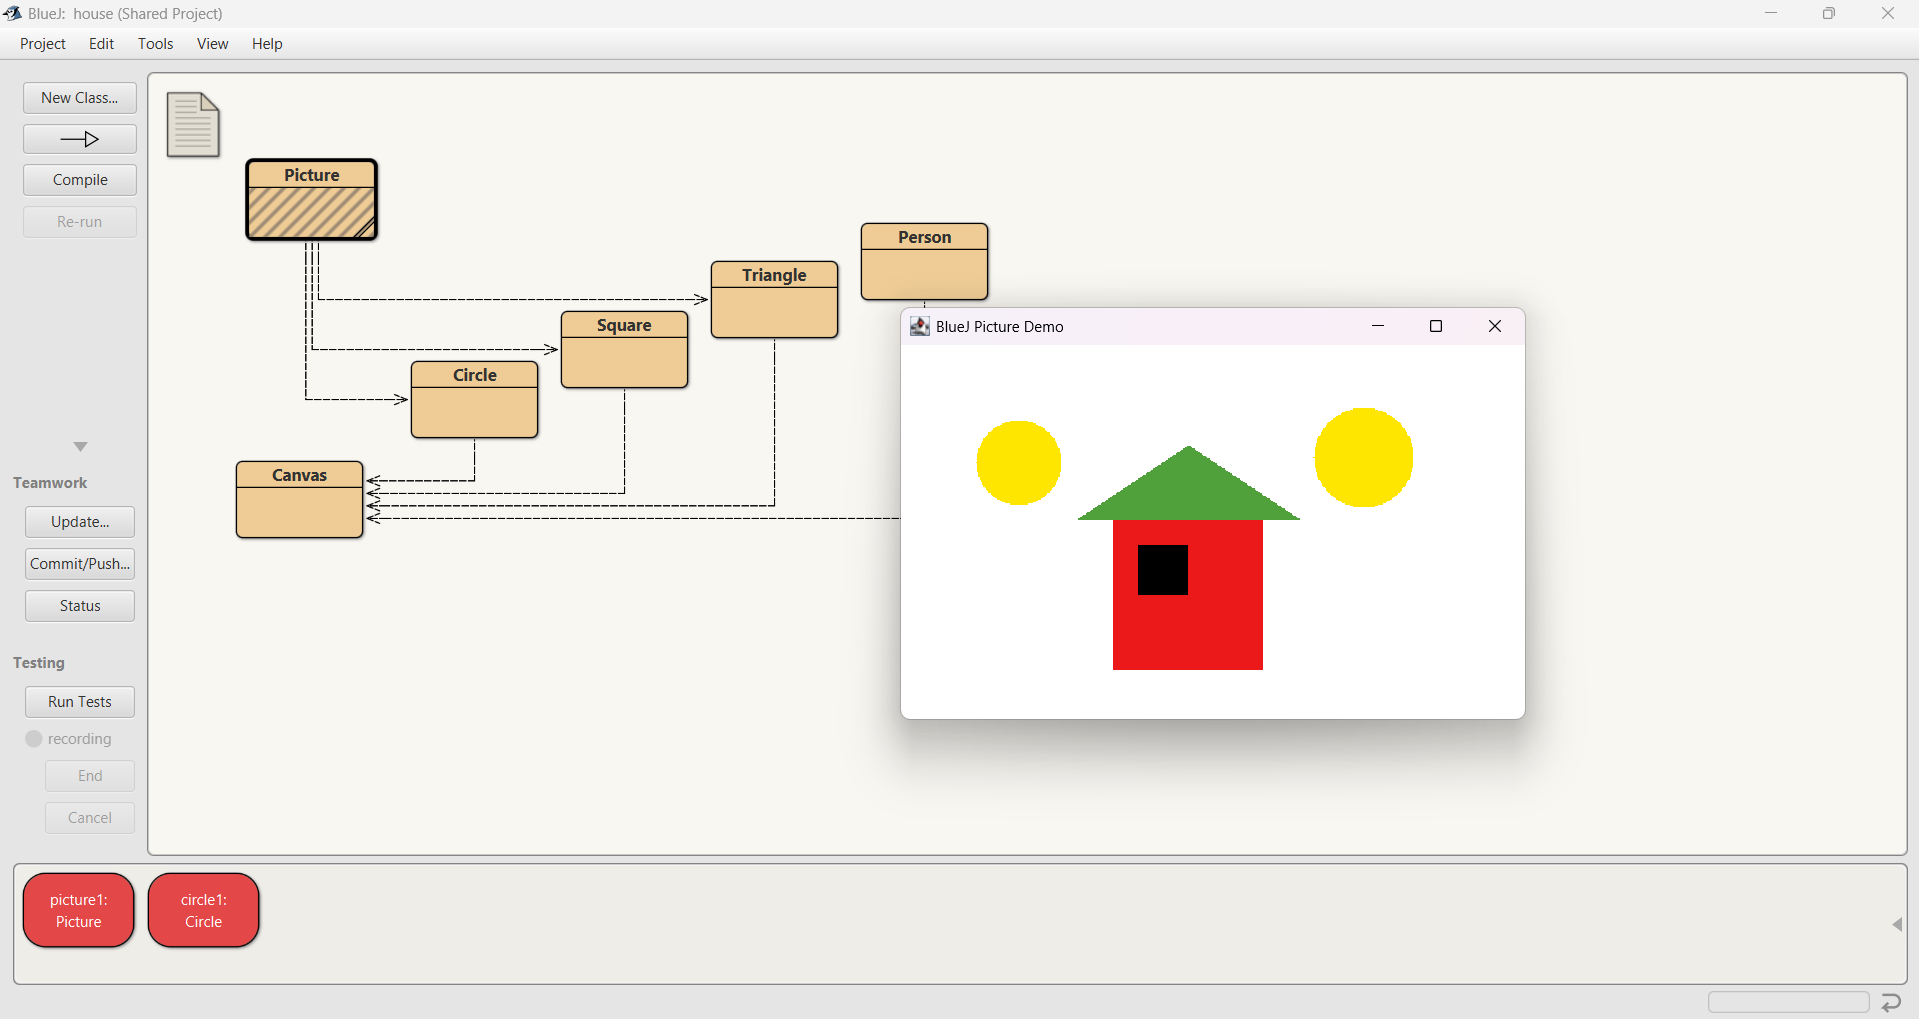 BlueJ: house (Shared Project)
Project Edit Tools View Help
New Class...
Compile
Re-run
Teamwork
Update...
Commit/Push...
Status
Testing
Run Tests
recording
End
Cancel
Picture
Person
Triangle
Square
Circle
Canvas
BlueJ Picture Demo
picture1:
Picture
circle1:
Circle